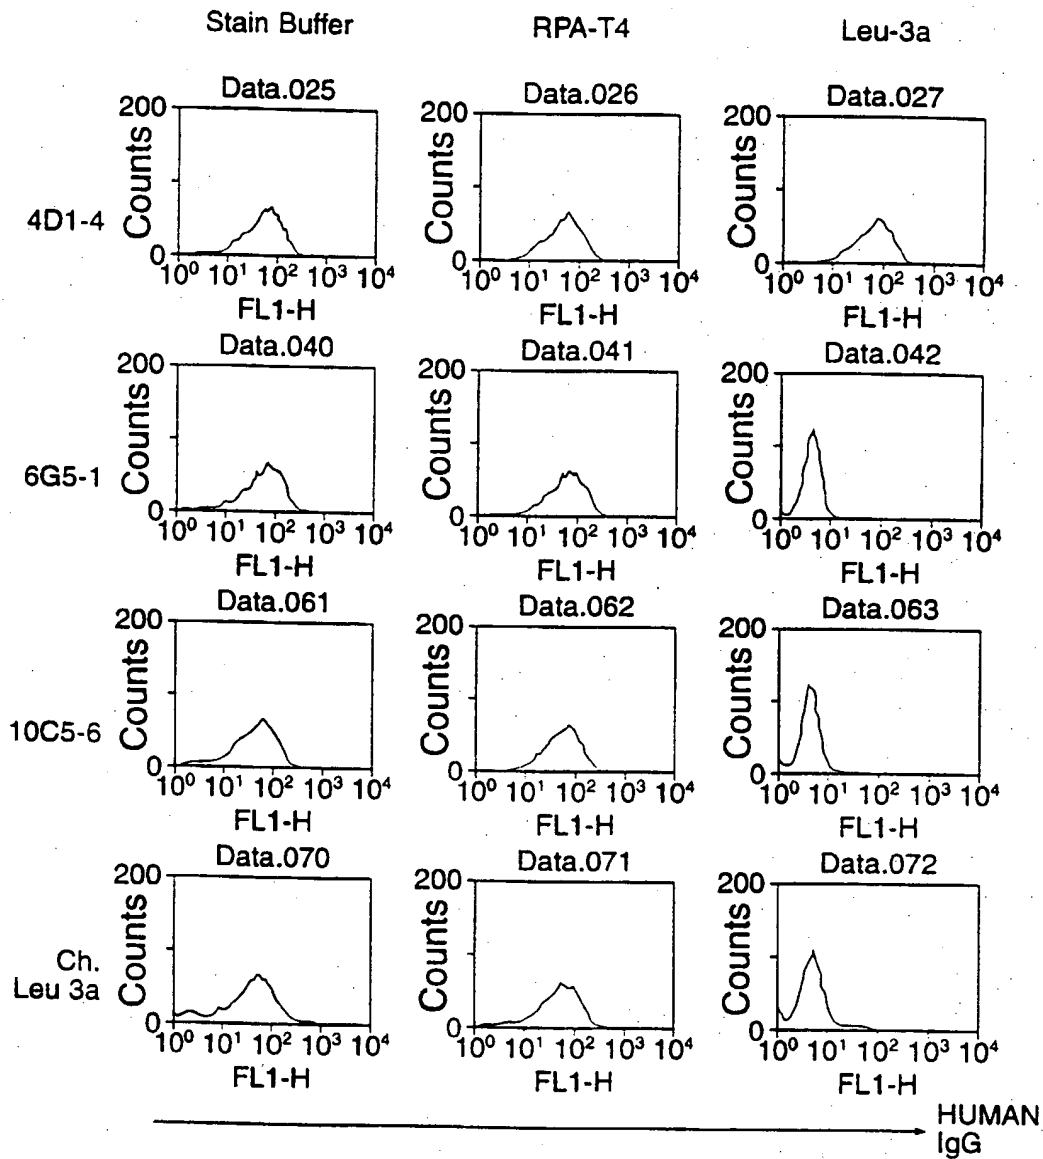 Stain Buffer RPA-T4 Leu-3a
Data.025 Data.026 Data.027
200 200 200
4D1-4 Counts Counts Counts
0 0 0
10⁰ 10¹ 10² 10³ 10⁴ 10⁰ 10¹ 10² 10³ 10⁴ 10⁰ 10¹ 10² 10³ 10⁴
FL1-H FL1-H FL1-H
Data.040 Data.041 Data.042
200 200 200
6G5-1 Counts Counts Counts
0 0 0
10⁰ 10¹ 10² 10³ 10⁴ 10⁰ 10¹ 10² 10³ 10⁴ 10⁰ 10¹ 10² 10³ 10⁴
FL1-H FL1-H FL1-H
Data.061 Data.062 Data.063
200 200 200
10C5-6 Counts Counts Counts
0 0 0
10⁰ 10¹ 10² 10³ 10⁴ 10⁰ 10¹ 10² 10³ 10⁴ 10⁰ 10¹ 10² 10³ 10⁴
FL1-H FL1-H FL1-H
Data.070 Data.071 Data.072
200 200 200
Ch.
Leu 3a Counts Counts Counts
0 0 0
10⁰ 10¹ 10² 10³ 10⁴ 10⁰ 10¹ 10² 10³ 10⁴ 10⁰ 10¹ 10² 10³ 10⁴
FL1-H FL1-H FL1-H
HUMAN
IgG